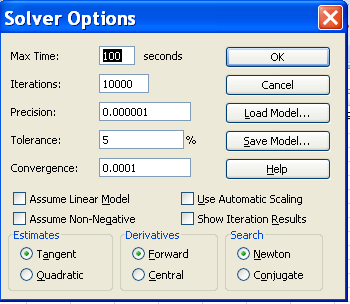 Solver Options
Max Time: 100 seconds OK
Iterations: 10000 Cancel
Precision: 0.000001 Load Model...
Tolerance: 5 % Save Model...
Convergence: 0.0001 Help
Assume Linear Model Use Automatic Scaling
Assume Non-Negative Show Iteration Results
Estimates Derivatives Search
Tangent Forward Newton
Quadratic Central Conjugate